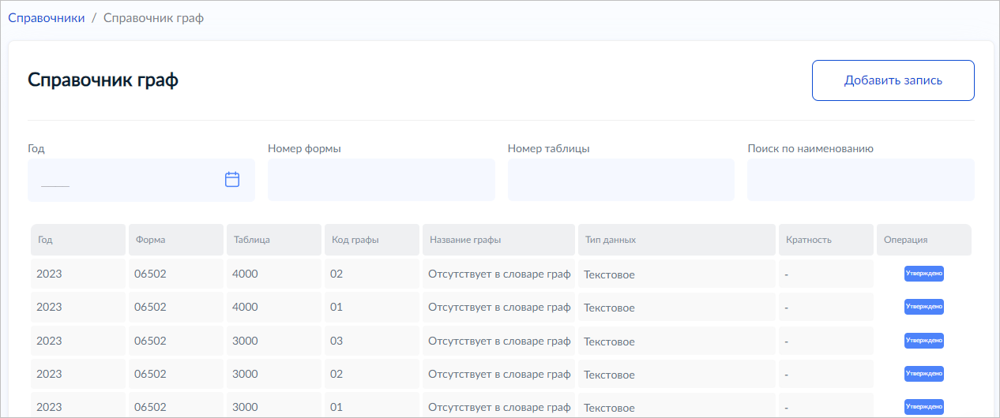 Справочники / Справочник граф
Справочник граф
Добавить запись
Год Номер формы Номер таблицы Поиск по наименованию
Год Форма Таблица Код графы Название графы Тип данных Кратность Операция
2023 06502 4000 02 Отсутствует в словаре граф Текстовое - Утверждено
2023 06502 4000 01 Отсутствует в словаре граф Текстовое - Утверждено
2023 06502 3000 03 Отсутствует в словаре граф Текстовое - Утверждено
2023 06502 3000 02 Отсутствует в словаре граф Текстовое - Утверждено
2023 06502 3000 01 Отсутствует в словаре граф Текстовое - Утверждено